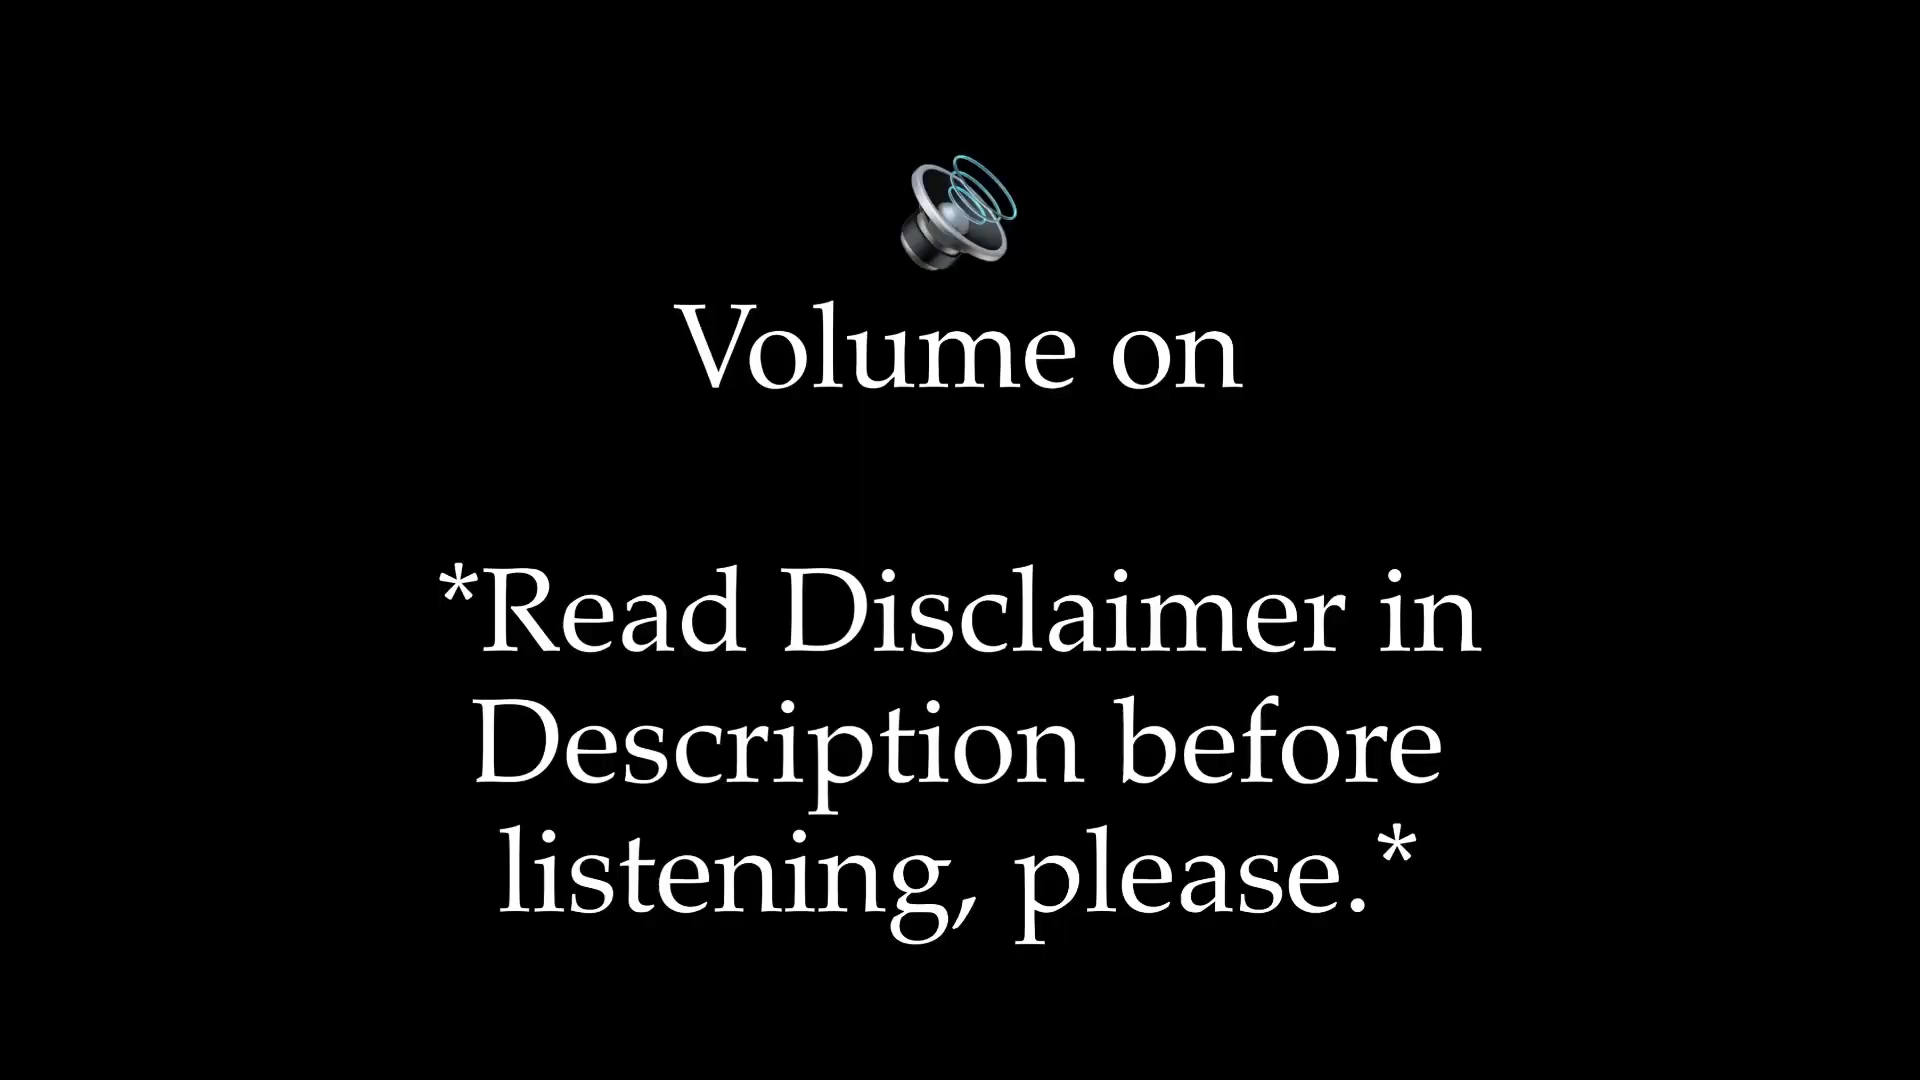 Volume on
*Read Disclaimer in
Description before
listening, please.*